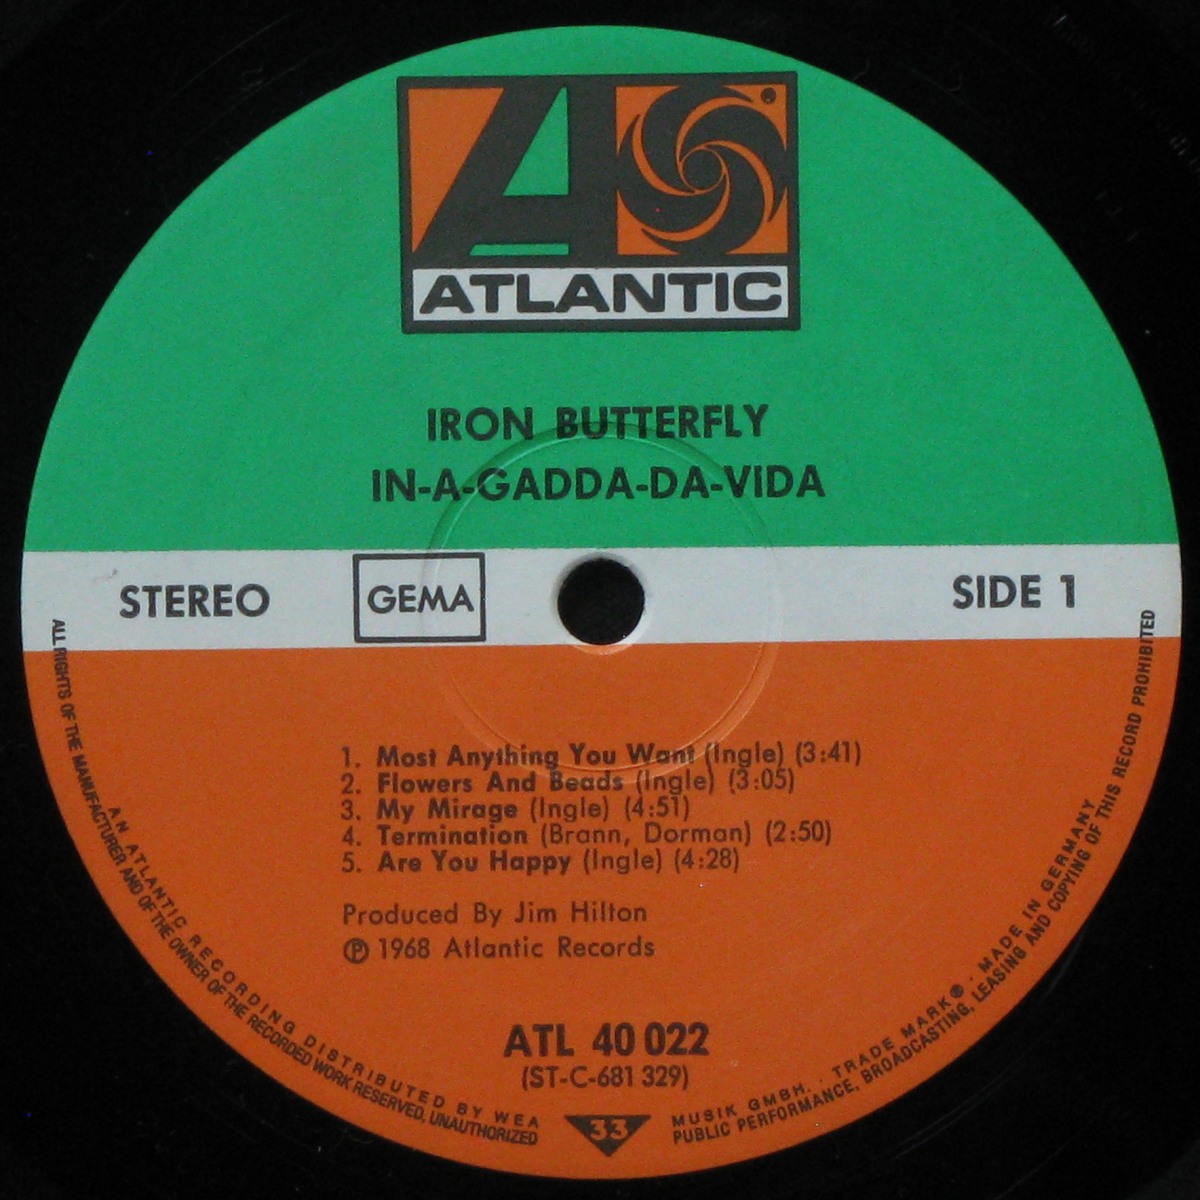 ATLANTIC
IRON BUTTERFLY
IN-A-GADDA-DA-VIDA
STEREO
GEMA
SIDE 1
1. Most Anything You Want (Ingle) (3:41)
2. Flowers And Beads (Ingle) (3:05)
3. My Mirage (Ingle) (4:51)
4. Termination (Brann, Dorman) (2:50)
5. Are You Happy (Ingle) (4:28)
Produced By Jim Hilton
℗ 1968 Atlantic Records
ATL 40 022
(ST-C-681 329)
33
AN ATLANTIC RECORDING DISTRIBUTED BY WEA MUSIK GMBH. · TRADE MARK ® · MADE IN GERMANY
ALL RIGHTS OF THE MANUFACTURER AND OF THE OWNER OF THE RECORDED WORK RESERVED, UNAUTHORIZED PUBLIC PERFORMANCE, BROADCASTING, LEASING AND COPYING OF THIS RECORD PROHIBITED